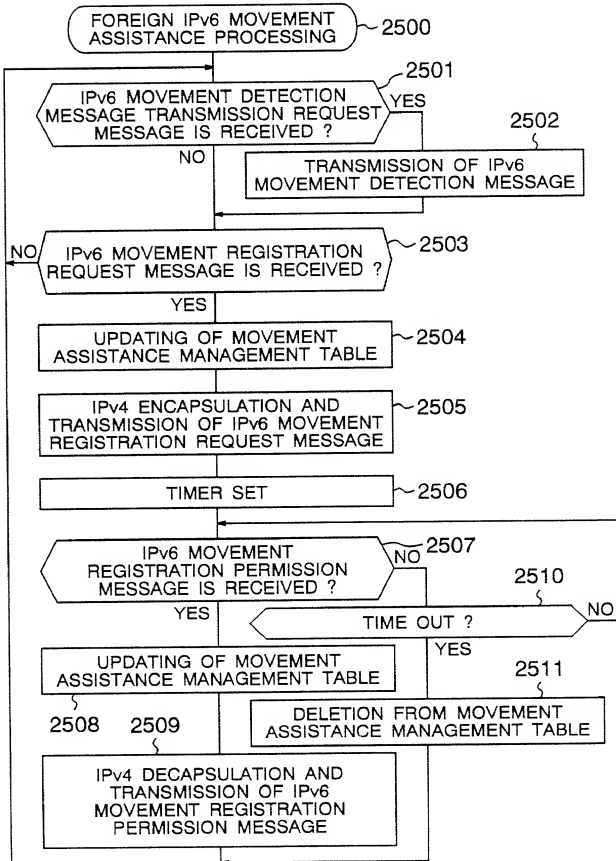 FOREIGN IPv6 MOVEMENT
ASSISTANCE PROCESSING
2500
2501
IPv6 MOVEMENT DETECTION
MESSAGE TRANSMISSION REQUEST
MESSAGE IS RECEIVED ?
YES
NO
2502
TRANSMISSION OF IPv6
MOVEMENT DETECTION MESSAGE
NO
IPv6 MOVEMENT REGISTRATION
REQUEST MESSAGE IS RECEIVED ?
2503
YES
UPDATING OF MOVEMENT
ASSISTANCE MANAGEMENT TABLE
2504
IPv4 ENCAPSULATION AND
TRANSMISSION OF IPv6 MOVEMENT
REGISTRATION REQUEST MESSAGE
2505
TIMER SET
2506
IPv6 MOVEMENT
REGISTRATION PERMISSION
MESSAGE IS RECEIVED ?
2507
NO
YES
2510
TIME OUT ?
NO
YES
UPDATING OF MOVEMENT
ASSISTANCE MANAGEMENT TABLE
2508
2511
DELETION FROM MOVEMENT
ASSISTANCE MANAGEMENT TABLE
2509
IPv4 DECAPSULATION AND
TRANSMISSION OF IPv6
MOVEMENT REGISTRATION
PERMISSION MESSAGE